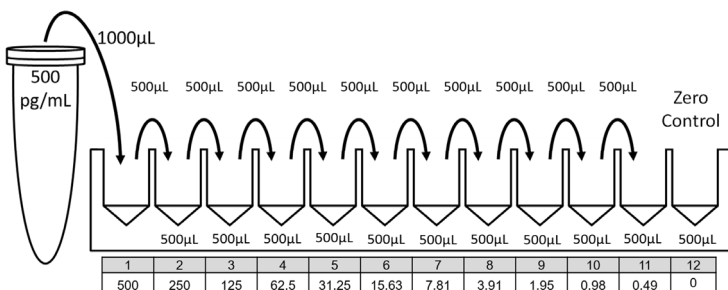 1000µL
500
pg/mL
500µL 500µL 500µL 500µL 500µL 500µL 500µL 500µL 500µL 500µL
Zero
Control
500µL 500µL 500µL 500µL 500µL 500µL 500µL 500µL 500µL 500µL 500µL
1 2 3 4 5 6 7 8 9 10 11 12
500 250 125 62.5 31.25 15.63 7.81 3.91 1.95 0.98 0.49 0